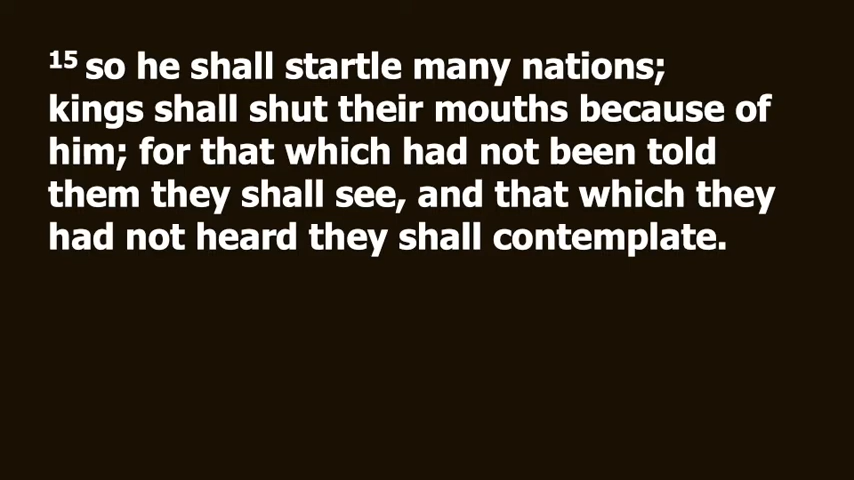 15 so he shall startle many nations;
kings shall shut their mouths because of
him; for that which had not been told
them they shall see, and that which they
had not heard they shall contemplate.